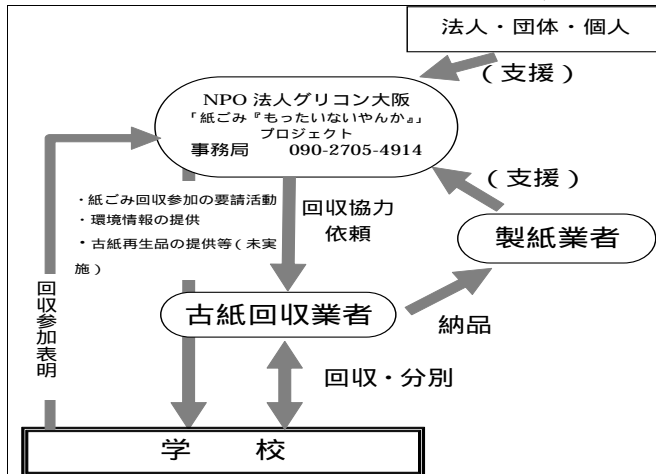 法人・団体・個人
(支援)
NPO 法人グリコン大阪
「紙ごみ『もったいないやんか』」
プロジェクト
事務局　　090-2705-4914
(支援)
・紙ごみ回収参加の要請活動
・環境情報の提供
・古紙再生品の提供等(未実
施)
回収協力
依頼
製紙業者
回収参加表明
古紙回収業者
納品
回収・分別
学　校